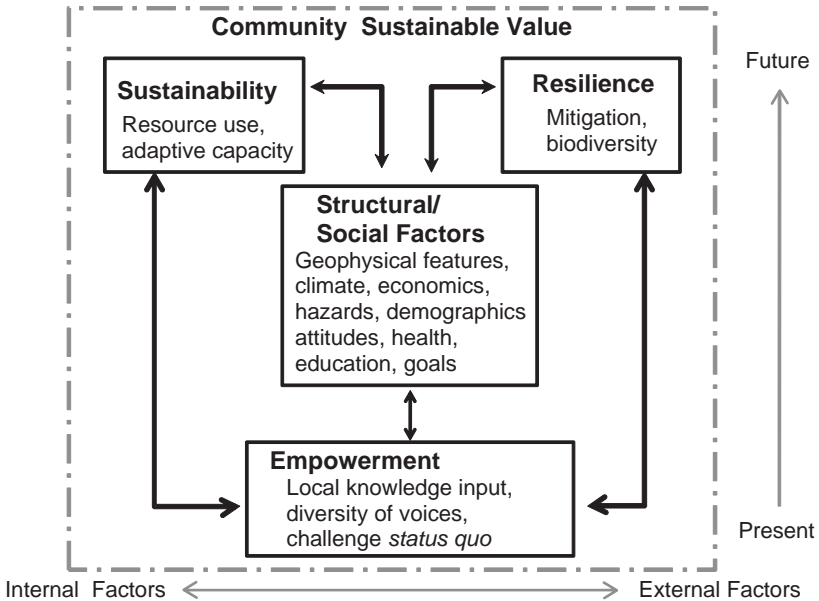 Community Sustainable Value
Sustainability
Resource use,
adaptive capacity
Resilience
Mitigation,
biodiversity
Future
Structural/
Social Factors
Geophysical features,
climate, economics,
hazards, demographics
attitudes, health,
education, goals
Empowerment
Local knowledge input,
diversity of voices,
challenge status quo
Present
Internal Factors
External Factors